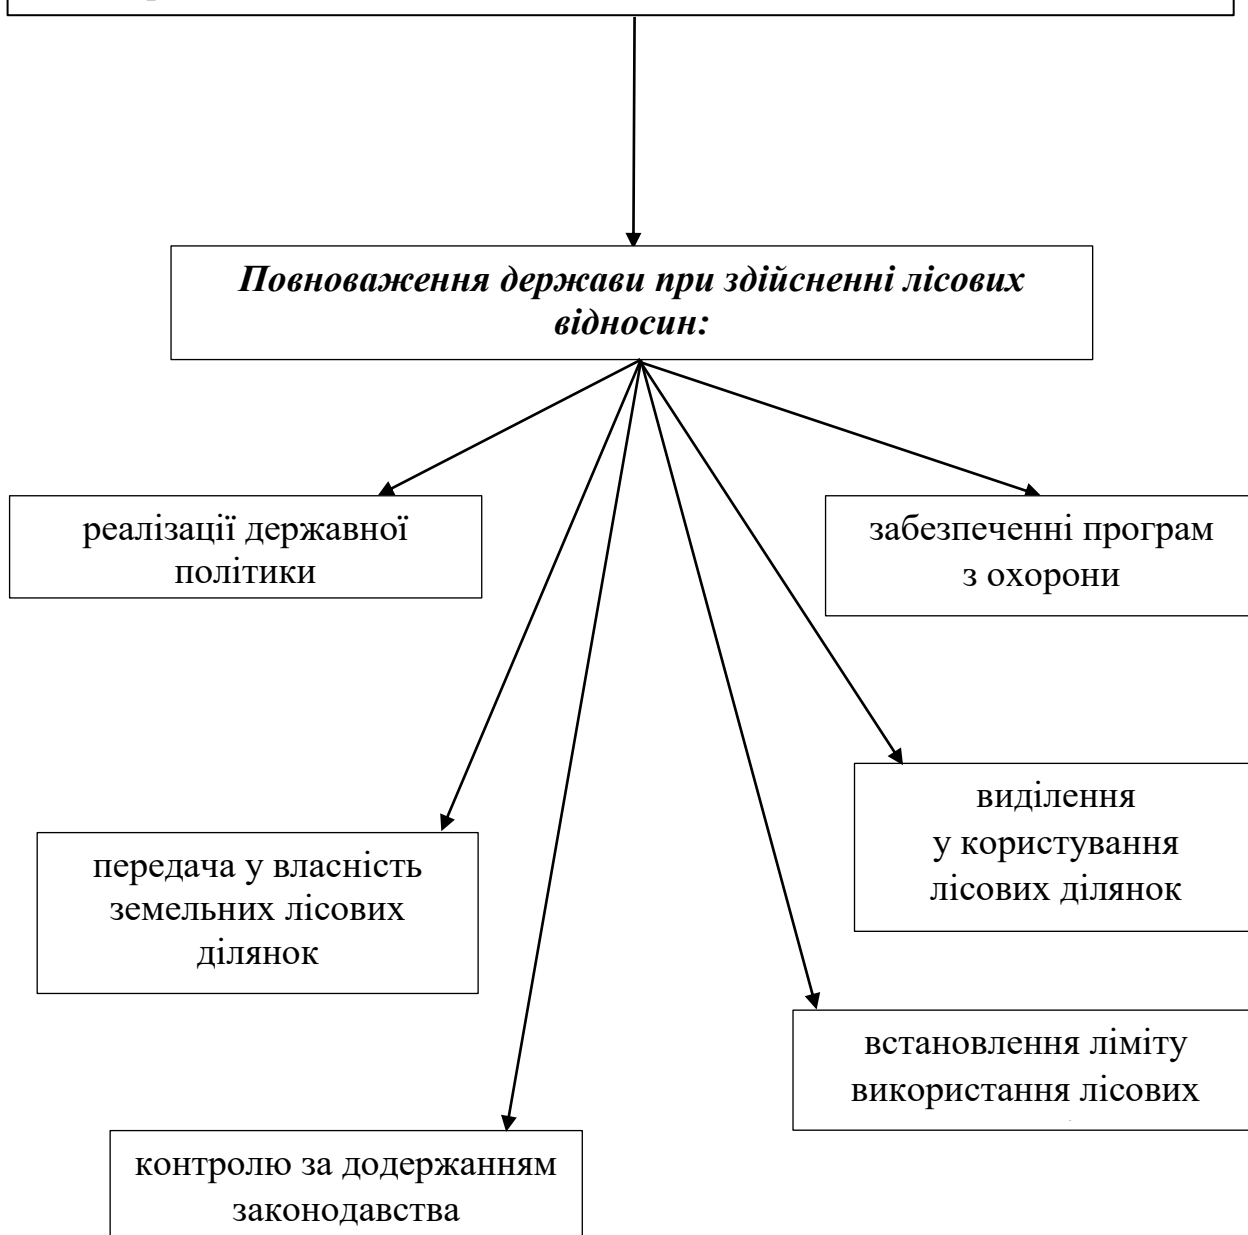 Повноваження держави при здійсненні лісових
відносин:
реалізації державної
політики
забезпеченні програм
з охорони
виділення
у користування
лісових ділянок
передача у власність
земельних лісових
ділянок
встановлення ліміту
використання лісових
контролю за додержанням
законодавства